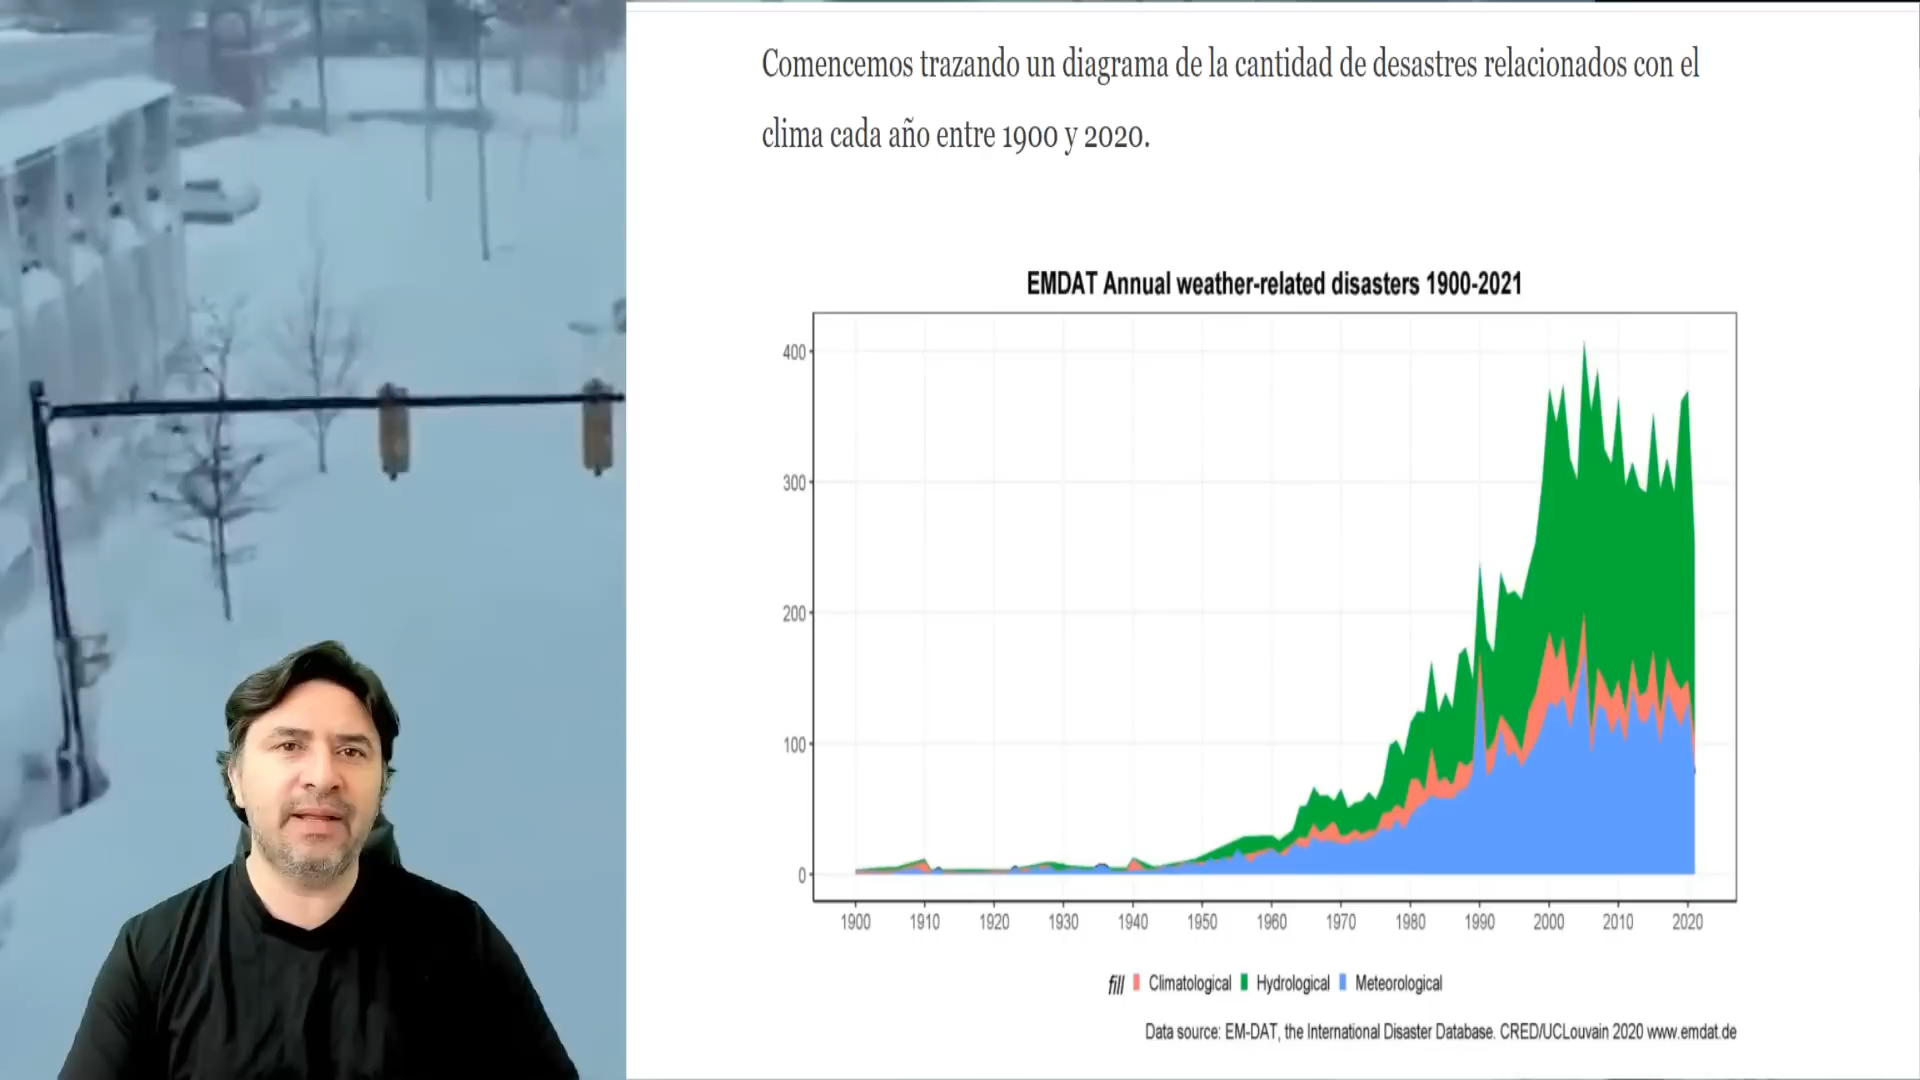 Comencemos trazando un diagrama de la cantidad de desastres relacionados con el
clima cada año entre 1900 y 2020.
EMDAT Annual weather-related disasters 1900-2021
400
300
200
100
0
1900 1910 1920 1930 1940 1950 1960 1970 1980 1990 2000 2010 2020
fill Climatological Hydrological Meteorological
Data source: EM-DAT, the International Disaster Database. CRED/UCLouvain 2020 www.emdat.de